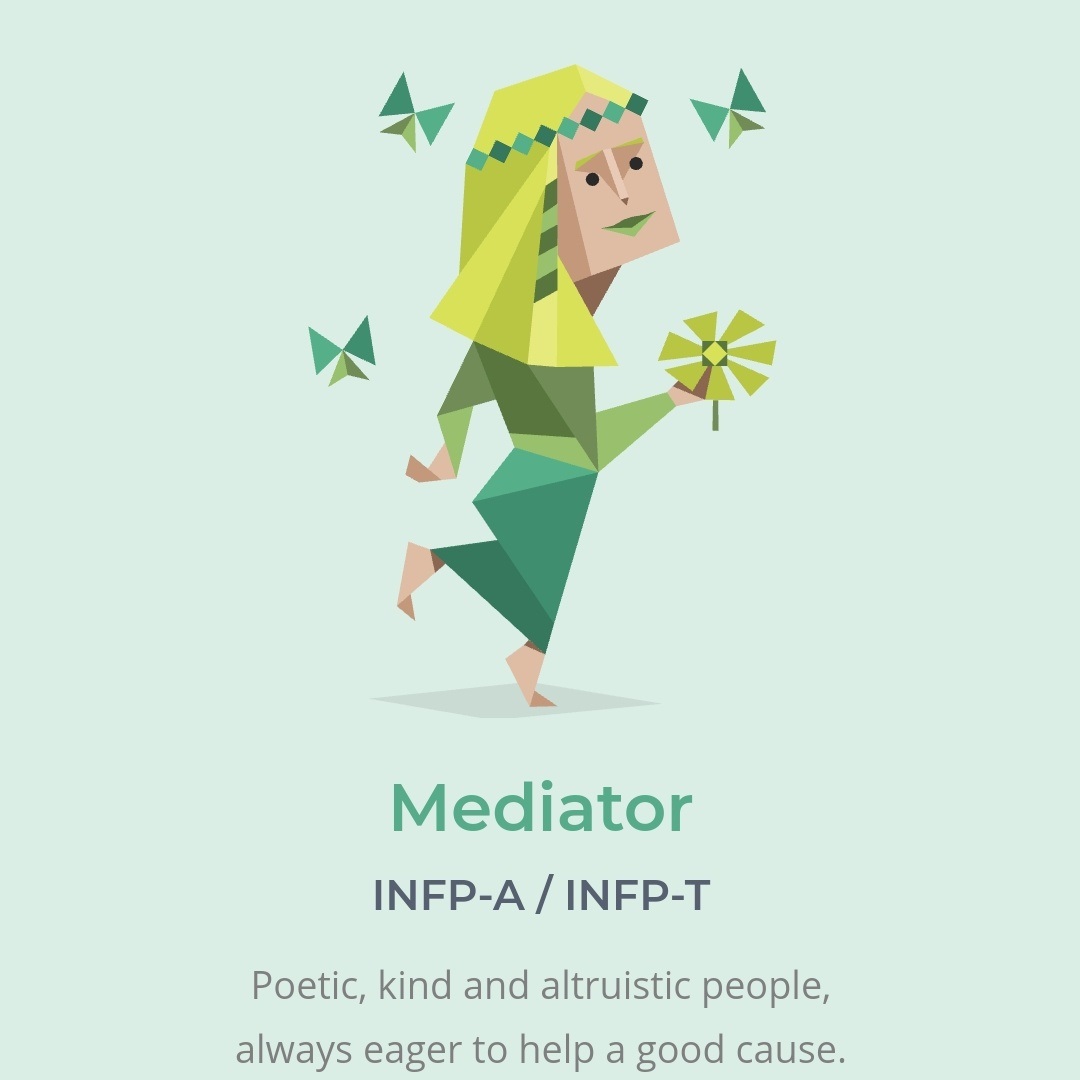 Mediator
INFP-A / INFP-T
Poetic, kind and altruistic people,
always eager to help a good cause.